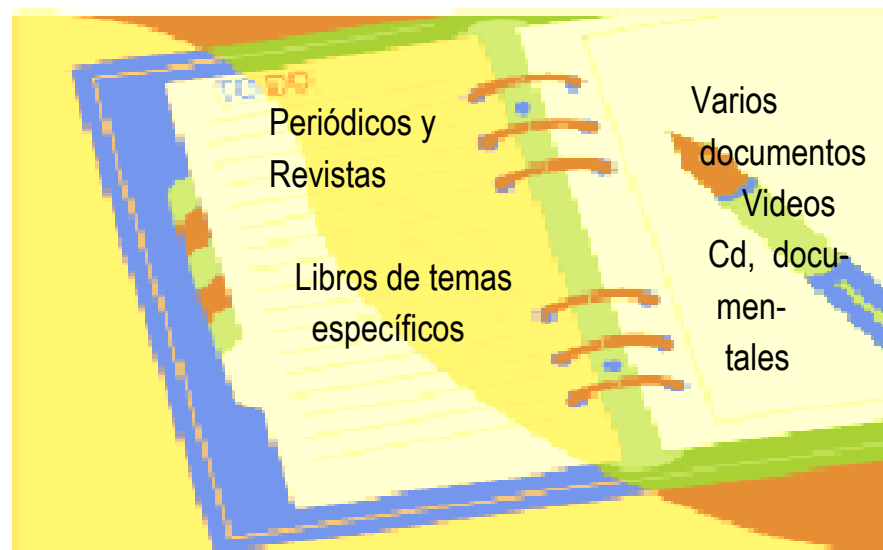 Periódicos y
Revistas
Libros de temas
específicos
Varios
documentos
Videos
Cd, docu-
men-
tales